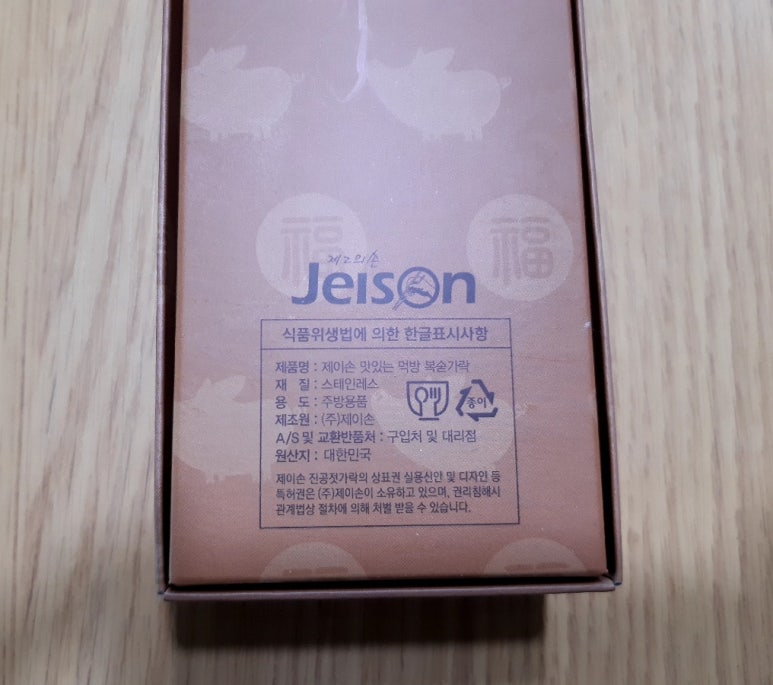 福 福
제2의손
Jeison
식품위생법에 의한 한글표시사항
제품명 : 제이손 맛있는 먹방 복숟가락
재 질 : 스테인레소
용 도 : 주방용품
종이
제조원 : (주)제이손
A/S 및 교환반품처 : 구입처 및 대리점
원산지 : 대한민국
제이손 진공젓가락의 상표권 실용신안 및 디자인 등
특허권은 (주)제이손이 소유하고 있으며, 권리침해시
관계법상 절차에 의해 처벌 받을 수 있습니다.